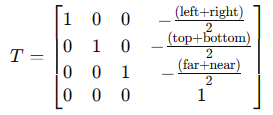 T = [ 1 0 0 -(left+right)/2
0 1 0 -(top+bottom)/2
0 0 1 -(far+near)/2
0 0 0 1 ]